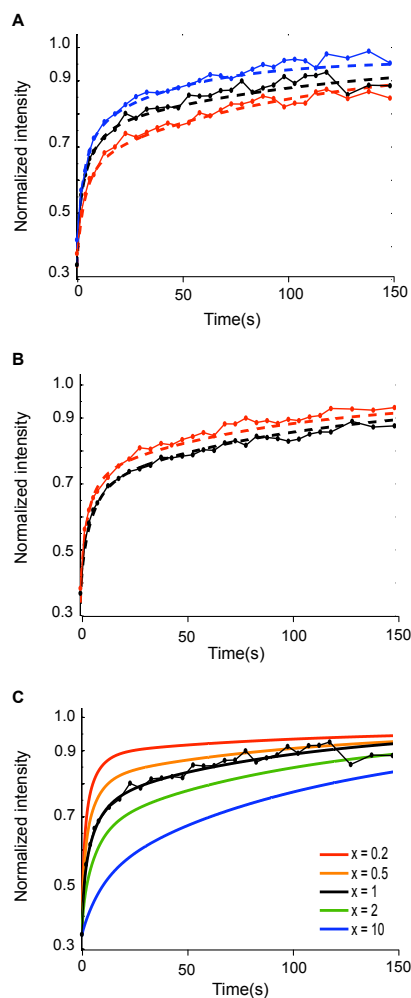 A
1.0
0.9
0.7
0.5
0.3
Normalized intensity
50
100
150
Time(s)
B
1.0
0.9
0.7
0.5
0.3
Normalized intensity
0
50
100
150
Time(s)
C
1.0
0.9
0.7
0.5
0.3
Normalized intensity
x = 0.2
x = 0.5
x = 1
x = 2
x = 10
0
50
100
150
Time(s)